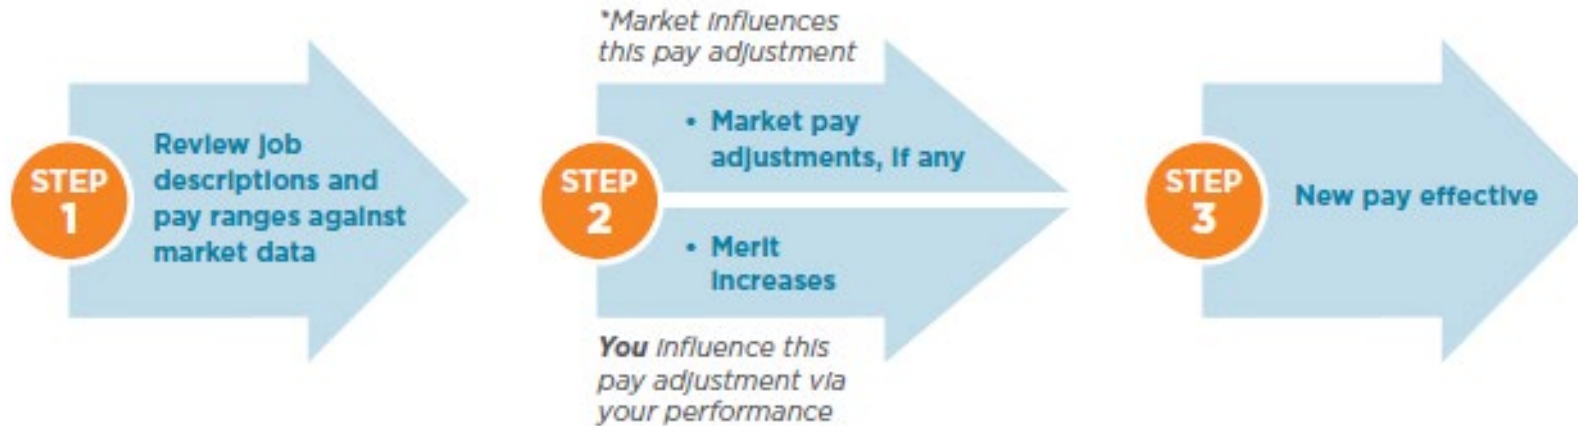 STEP
1
Review job
descriptions and
pay ranges against
market data
*Market influences
this pay adjustment
STEP
2
• Market pay
adjustments, if any
• Merit
increases
You influence this
pay adjustment via
your performance
STEP
3
New pay effective